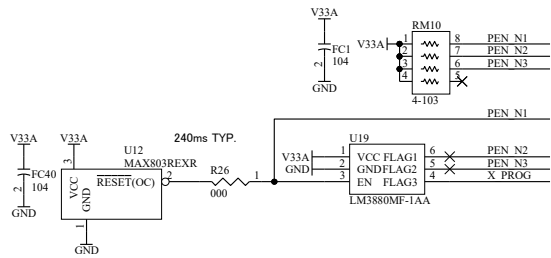 V33A
1
FC1
104
2
GND
RM10
V33A
1 8 PEN_N1
2 7 PEN_N2
3 6 PEN_N3
4 5
4-103
PEN_N1
V33A V33A
U12
MAX803REXR
240ms TYP.
FC40
104
2
GND
3
VCC
GND
RESET(OC)
2
1
GND
R26
000
1
U19
V33A 1 VCC FLAG1 6 PEN_N2
GND 2 GND FLAG2 5 PEN_N3
3 EN FLAG3 4 X_PROG
LM3880MF-1AA